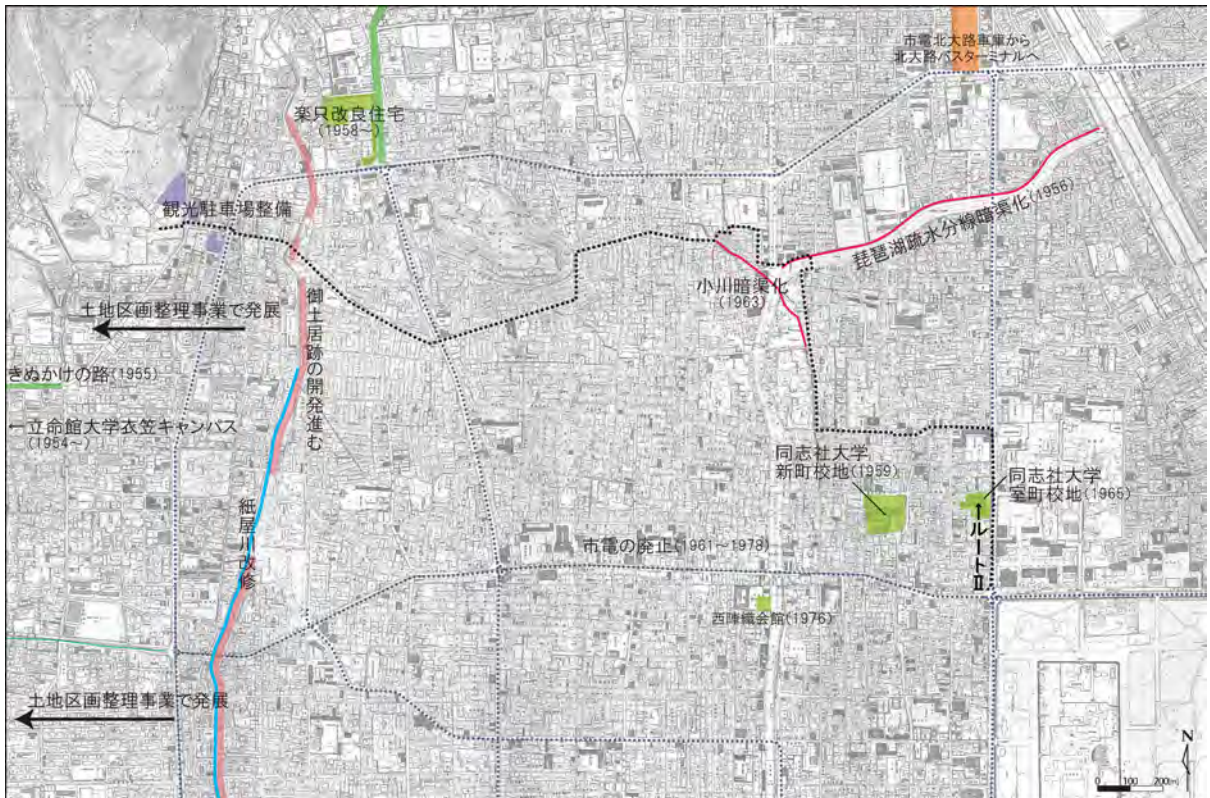 市電北大路車庫から
北大路バスターミナルへ
楽只改良住宅
(1958~)
観光駐車場整備
琵琶湖疏水分線暗渠化(1956)
小川暗渠化
(1963)
土地区画整理事業で発展
御土居跡の開発進む
きぬかけの路(1955)
←立命館大学衣笠キャンパス
(1954~)
同志社大学
新町校地(1959)
同志社大学
室町校地(1965)
←ルートⅡ
紙屋川改修
市電の廃止(1961~1978)
西陣織会館(1976)
土地区画整理事業で発展
N
0 100 200(m)